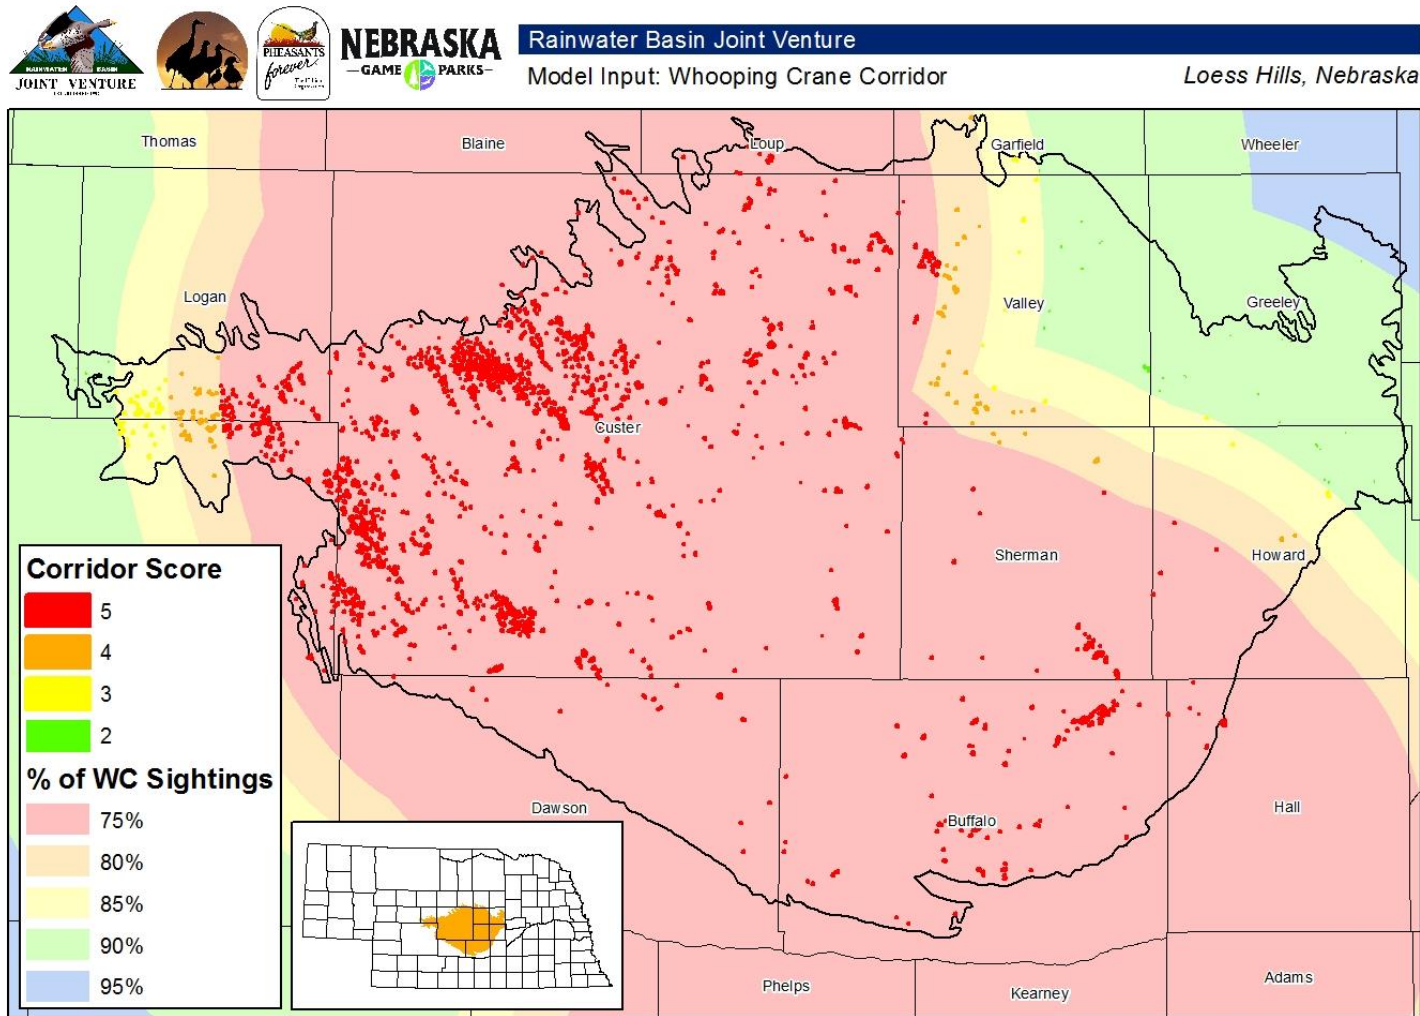 RAINWATER BASIN
JOINT VENTURE
PHEASANTS
forever
NEBRASKA
GAME PARKS
Rainwater Basin Joint Venture
Model Input: Whooping Crane Corridor
Loess Hills, Nebraska
Thomas
Blaine
Loup
Garfield
Wheeler
Logan
Valley
Greeley
Custer
Sherman
Howard
Dawson
Buffalo
Hall
Phelps
Kearney
Adams
Corridor Score
5
4
3
2
% of WC Sightings
75%
80%
85%
90%
95%